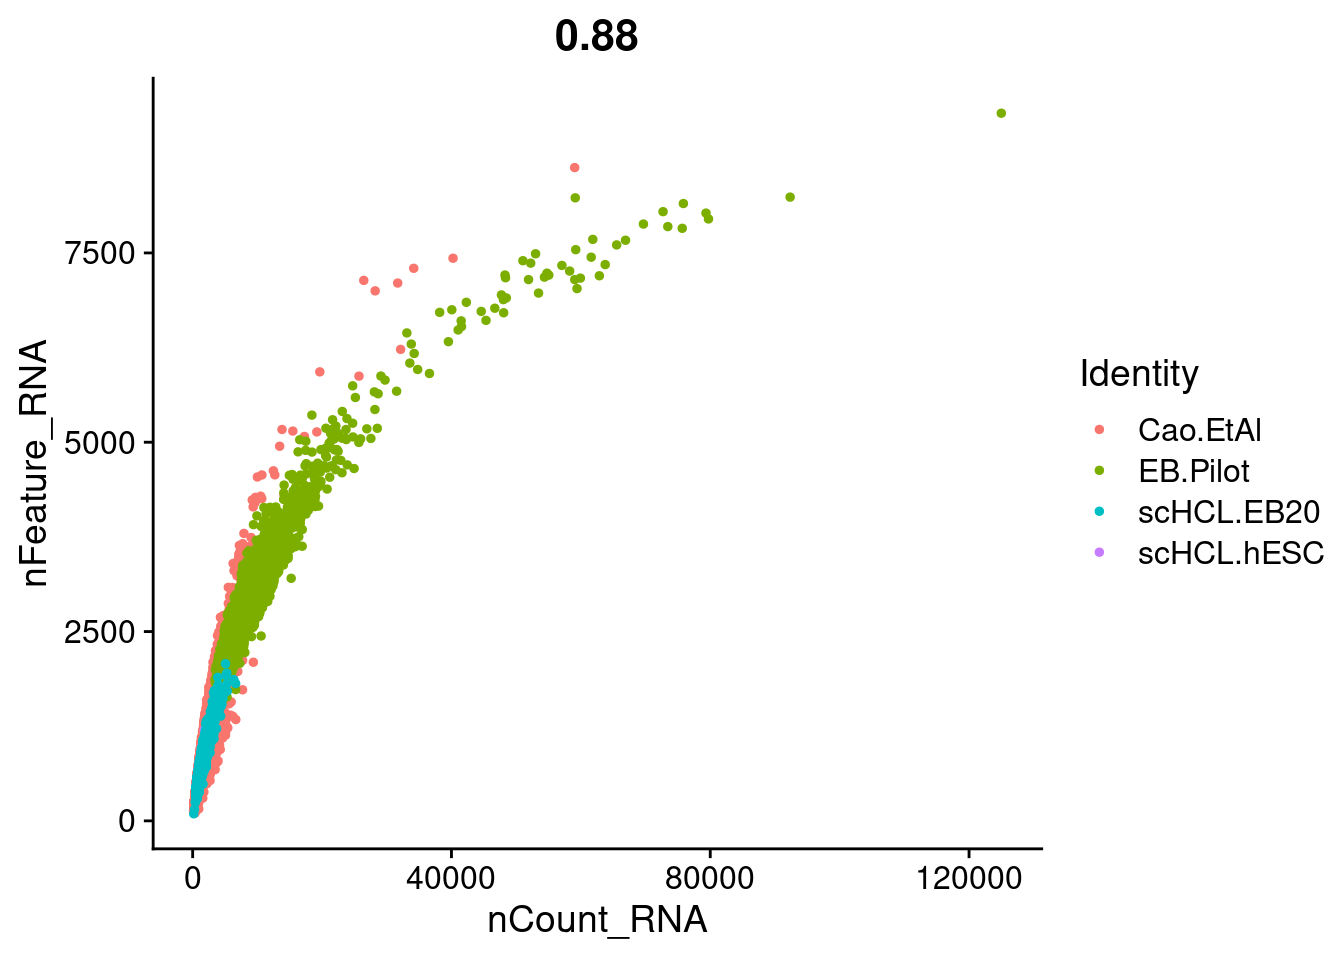 0.88
7500
5000
2500
0
nFeature_RNA
0
40000
80000
120000
nCount_RNA
Identity
Cao.EtAl
EB.Pilot
scHCL.EB20
scHCL.hESC